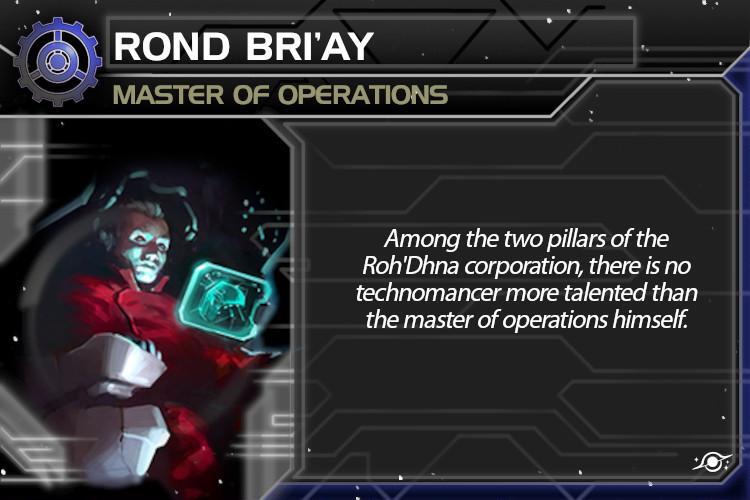 ROND BRI'AY
MASTER OF OPERATIONS
Among the two pillars of the
Roh'Dhna corporation, there is no
technomancer more talented than
the master of operations himself.